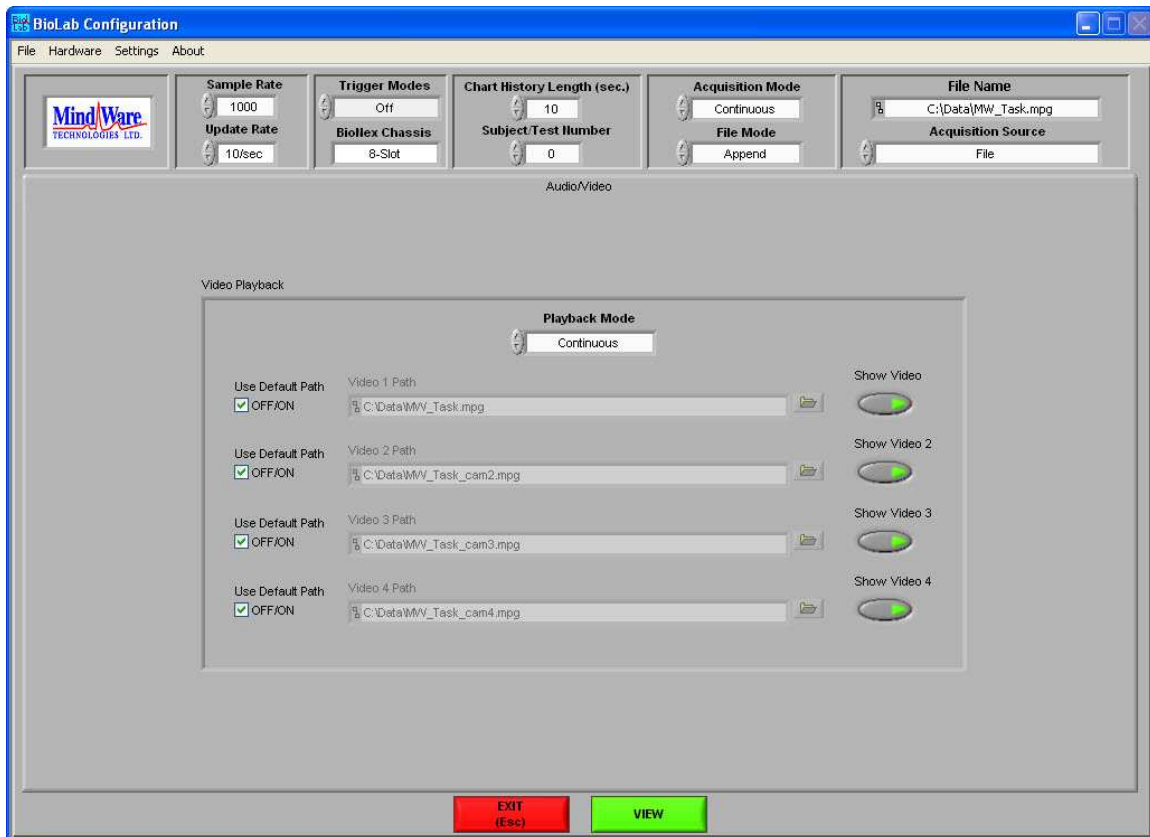 BioLab Configuration
File Hardware Settings About
Mind Ware
TECHNOLOGIES LTD.
Sample Rate
1000
Update Rate
10/sec
Trigger Modes
Off
BioNex Chassis
8-Slot
Chart History Length (sec.)
10
Subject/Test Number
0
Acquisition Mode
Continuous
File Mode
Append
File Name
C:\Data\MW_Task.mpg
Acquisition Source
File
Audio/Video
Video Playback
Playback Mode
Continuous
Use Default Path
OFF/ON
Video 1 Path
C:\Data\MW_Task.mpg
Show Video
Use Default Path
OFF/ON
Video 2 Path
C:\Data\MW_Task_cam2.mpg
Show Video 2
Use Default Path
OFF/ON
Video 3 Path
C:\Data\MW_Task_cam3.mpg
Show Video 3
Use Default Path
OFF/ON
Video 4 Path
C:\Data\MW_Task_cam4.mpg
Show Video 4
EXIT
(Esc)
VIEW